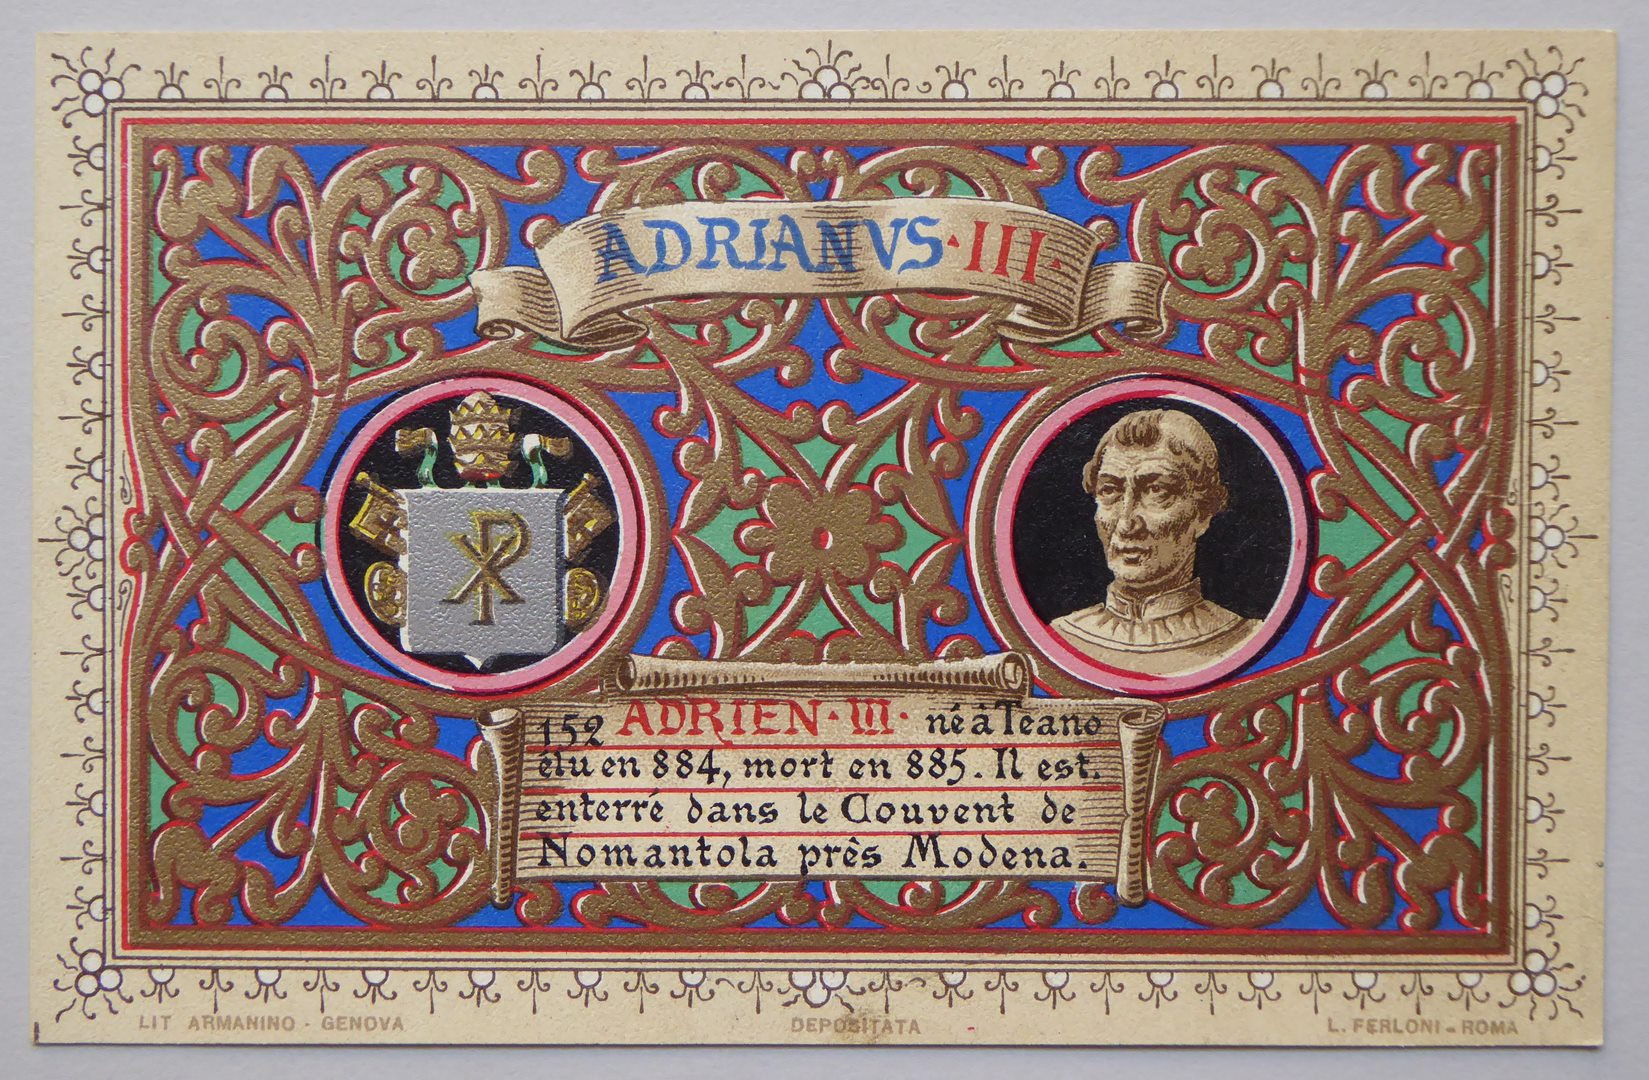 ADRIANVS·III·
152 ADRIEN·III· né à Teano
élu en 884, mort en 885. Il est.
enterré dans le Couvent de
Nomantola près Modena.
LIT ARMANINO - GENOVA
DEPOSITATA
L. FERLONI - ROMA